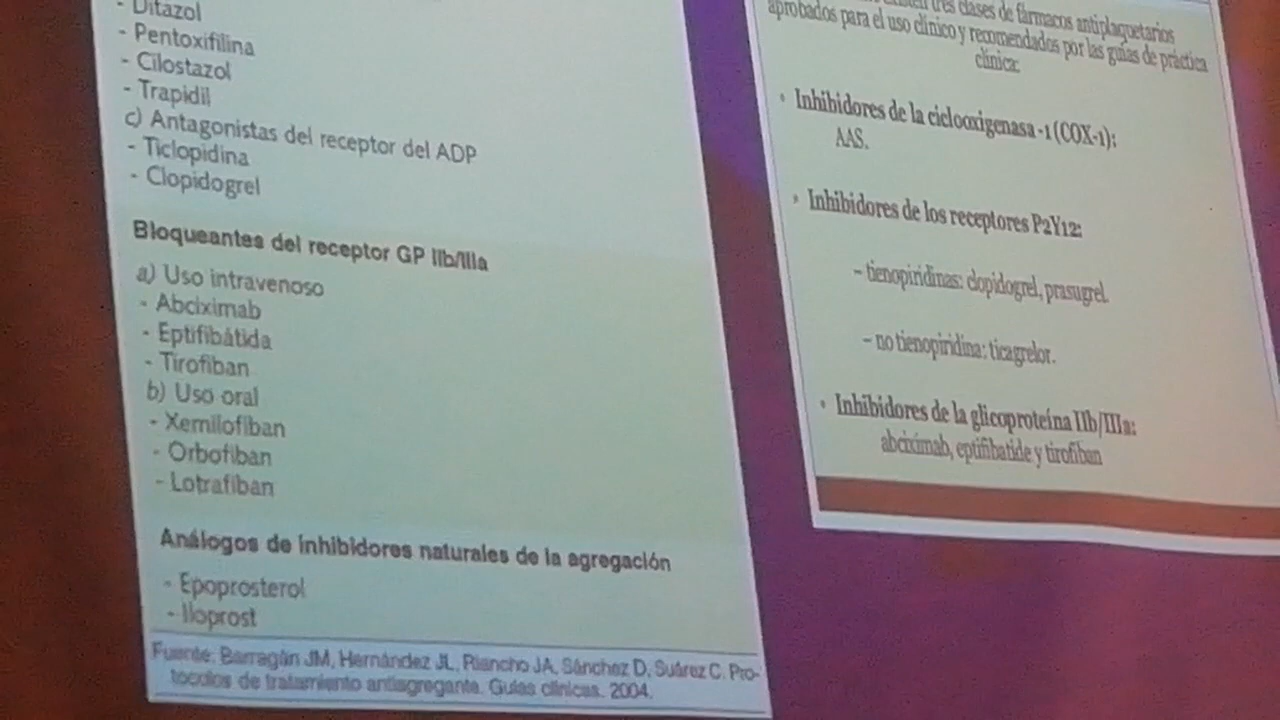 - Ditazol
- Pentoxifilina
- Cilostazol
- Trapidil
c) Antagonistas del receptor del ADP
- Ticlopidina
- Clopidogrel
Bloqueantes del receptor GP IIb/IIIa
a) Uso intravenoso
- Abciximab
- Eptifibátida
- Tirofiban
b) Uso oral
- Xemilofiban
- Orbofiban
- Lotrafiban
Análogos de inhibidores naturales de la agregación
- Epoprosterol
- Iloprost
Fuente: Barragán JM, Hernández JL, Riancho JA, Sánchez D, Suárez C. Pro-
tocolos de tratamiento antiagregante. Guías clínicas. 2004.
tres clases de fármacos antiplaquetarios
aprobados para el uso clínico y recomendados por las guías de práctica
clínica:
• Inhibidores de la ciclooxigenasa -1 (COX-1):
AAS.
• Inhibidores de los receptores P2Y12:
– tienopiridinas: clopidogrel, prasugrel.
– no tienopiridina: ticagrelor.
• Inhibidores de la glicoproteína IIb/IIIa:
abciximab, eptifibatide y tirofiban